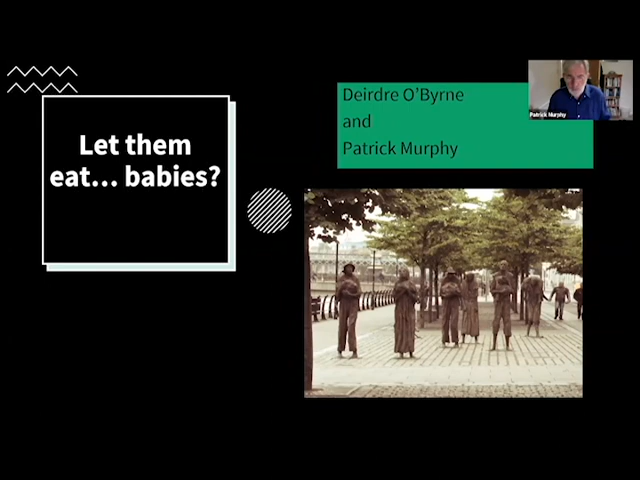 Let them
eat... babies?
Deirdre O'Byrne
and
Patrick Murphy
Patrick Murphy